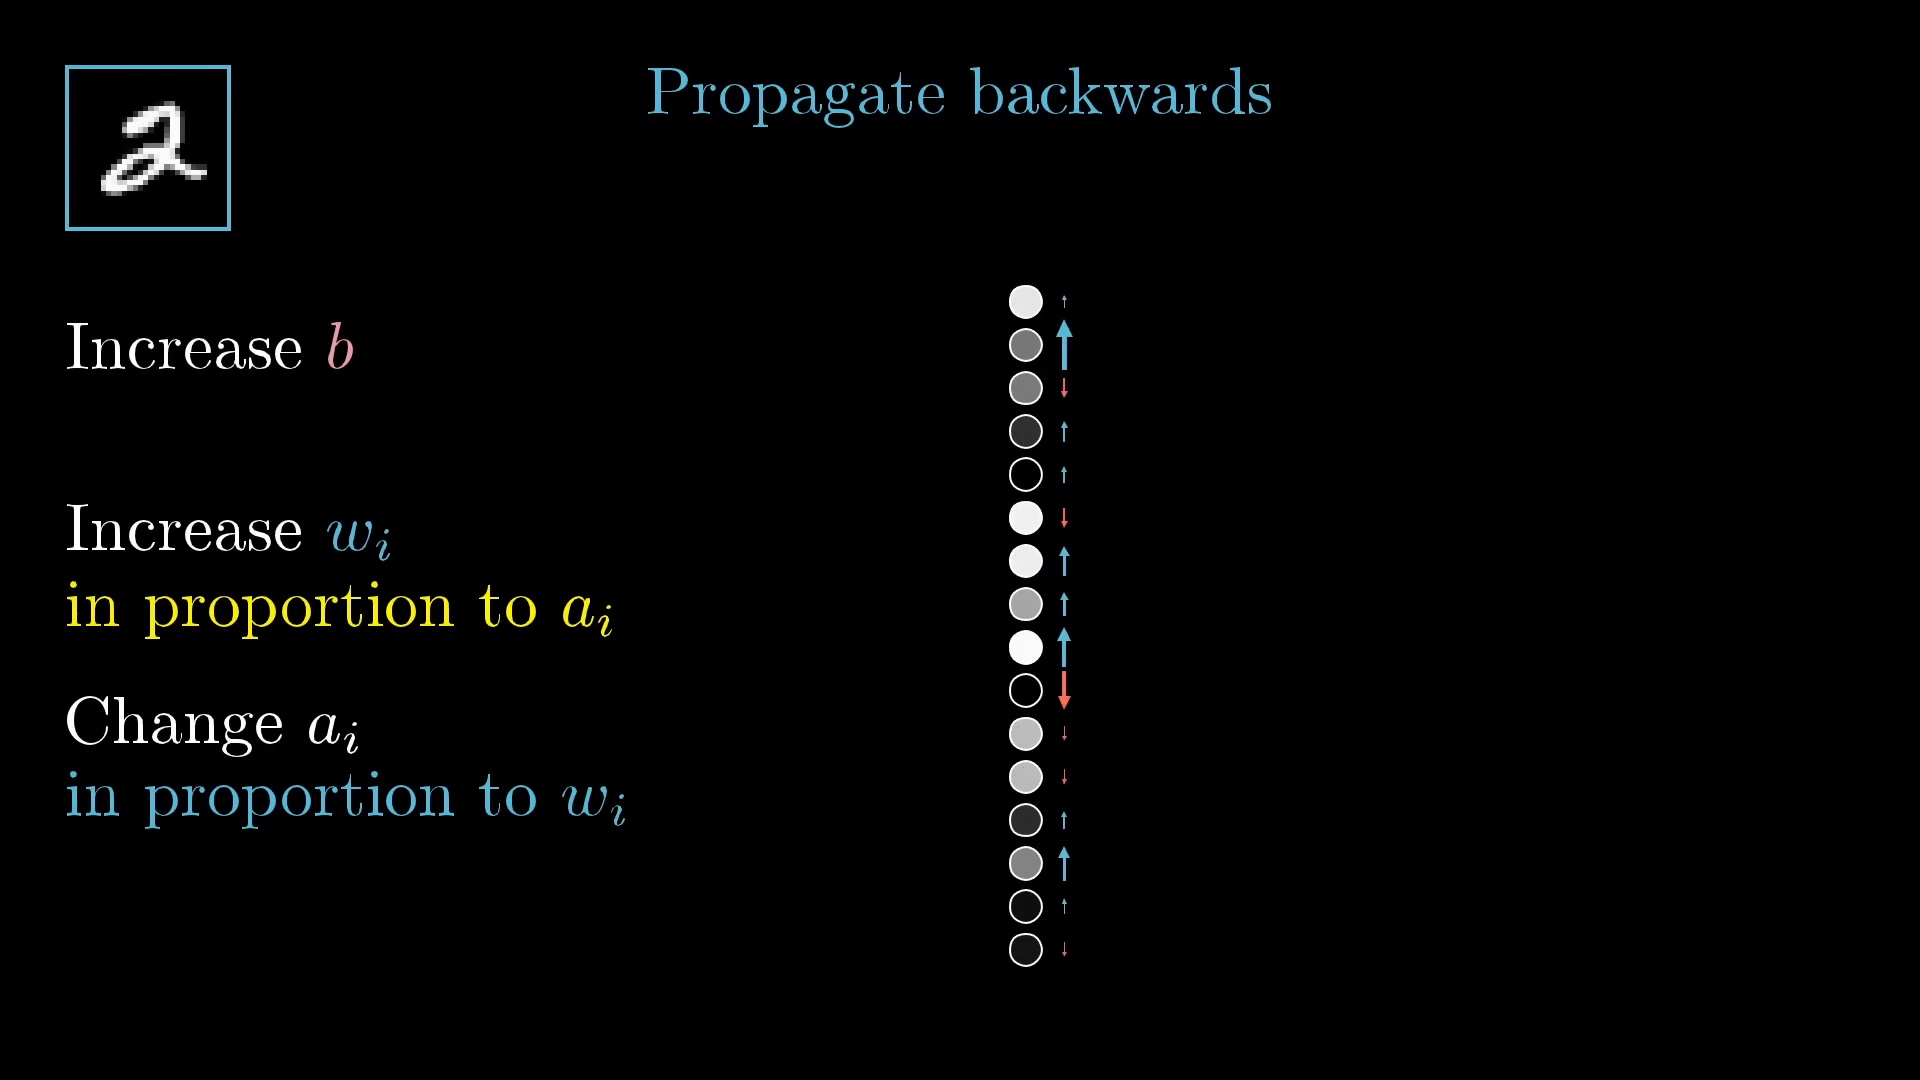 2
Propagate backwards
Increase b
Increase w_i
in proportion to a_i
Change a_i
in proportion to w_i